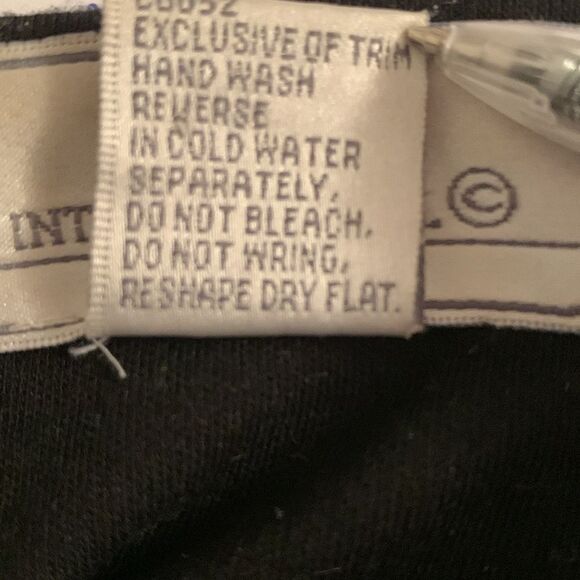 EXCLUSIVE OF TRIM
HAND WASH
REVERSE
IN COLD WATER
SEPARATELY.
DO NOT BLEACH.
DO NOT WRING.
RESHAPE DRY FLAT.
INT
©